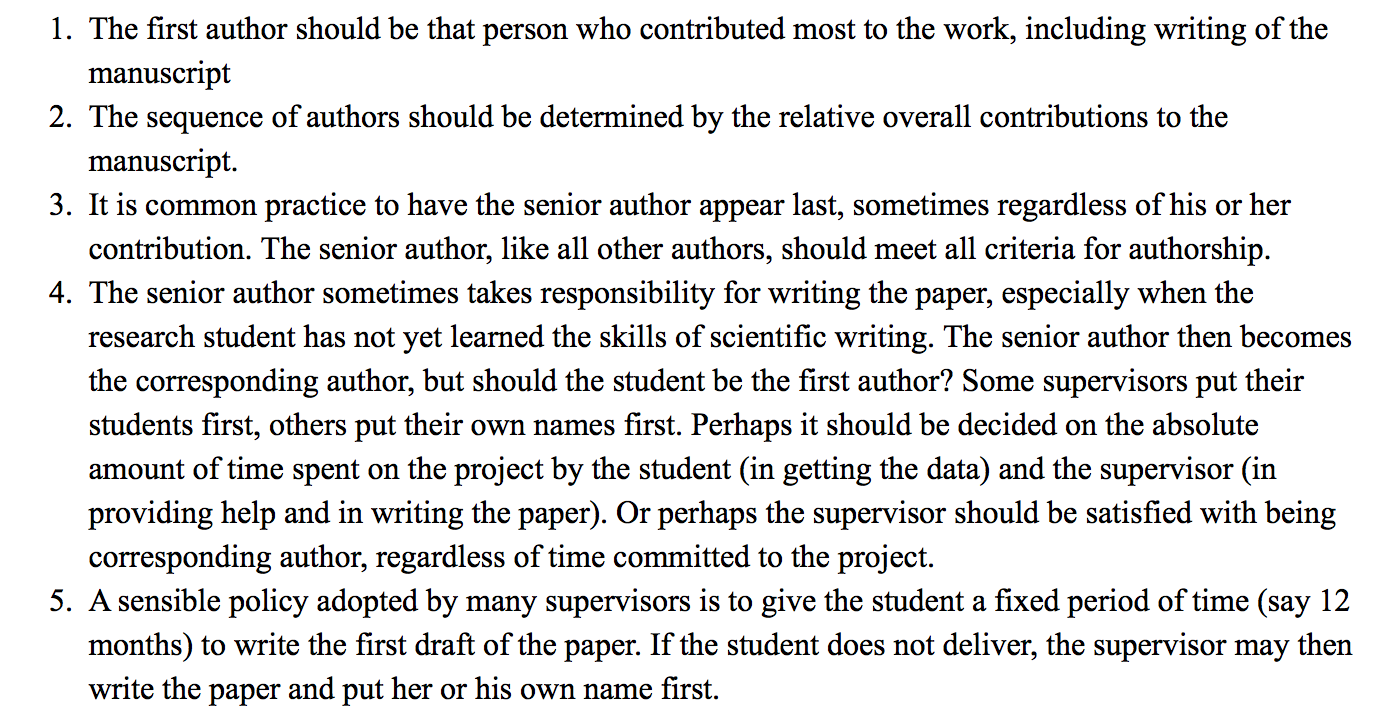 1. The first author should be that person who contributed most to the work, including writing of the
manuscript
2. The sequence of authors should be determined by the relative overall contributions to the
manuscript.
3. It is common practice to have the senior author appear last, sometimes regardless of his or her
contribution. The senior author, like all other authors, should meet all criteria for authorship.
4. The senior author sometimes takes responsibility for writing the paper, especially when the
research student has not yet learned the skills of scientific writing. The senior author then becomes
the corresponding author, but should the student be the first author? Some supervisors put their
students first, others put their own names first. Perhaps it should be decided on the absolute
amount of time spent on the project by the student (in getting the data) and the supervisor (in
providing help and in writing the paper). Or perhaps the supervisor should be satisfied with being
corresponding author, regardless of time committed to the project.
5. A sensible policy adopted by many supervisors is to give the student a fixed period of time (say 12
months) to write the first draft of the paper. If the student does not deliver, the supervisor may then
write the paper and put her or his own name first.